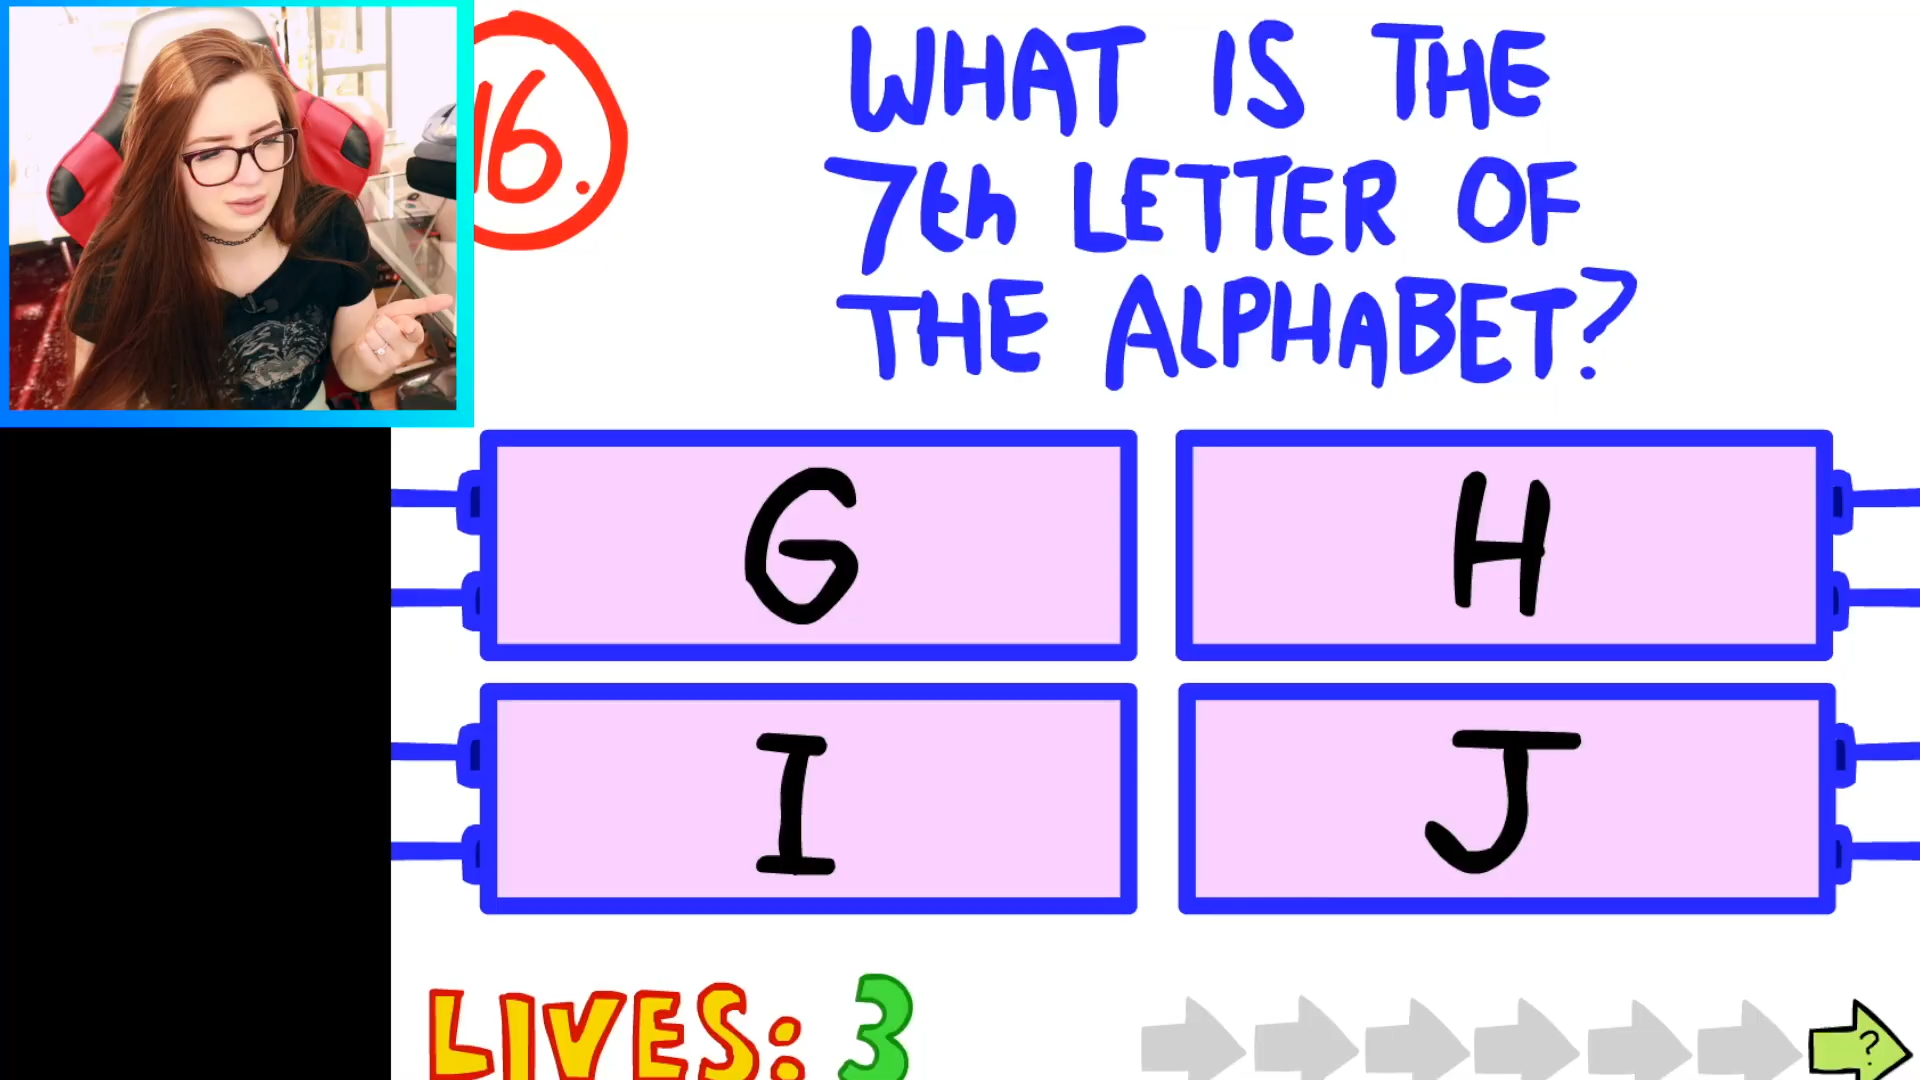 16.
WHAT IS THE
7th LETTER OF
THE ALPHABET?
G
H
I
J
LIVES: 3
?